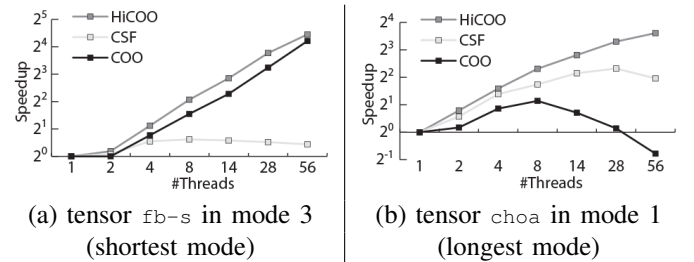 HiCOO
CSF
COO
Speedup
2^5
2^4
2^3
2^2
2^1
2^0
1 2 4 8 14 28 56
#Threads
(a) tensor fb-s in mode 3
(shortest mode)
HiCOO
CSF
COO
Speedup
2^4
2^3
2^2
2^1
2^0
2^-1
1 2 4 8 14 28 56
#Threads
(b) tensor choa in mode 1
(longest mode)